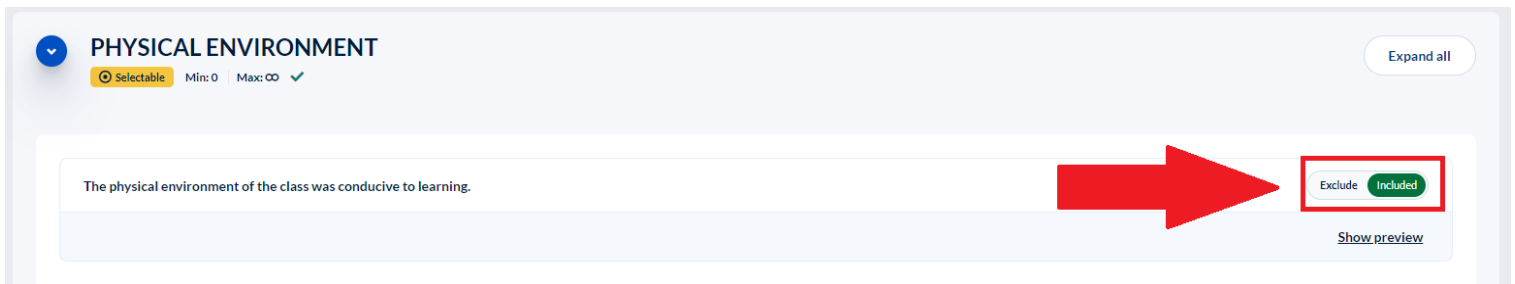 PHYSICAL ENVIRONMENT
Selectable Min: 0 Max: ∞
Expand all
The physical environment of the class was conducive to learning.
Exclude Included
Show preview